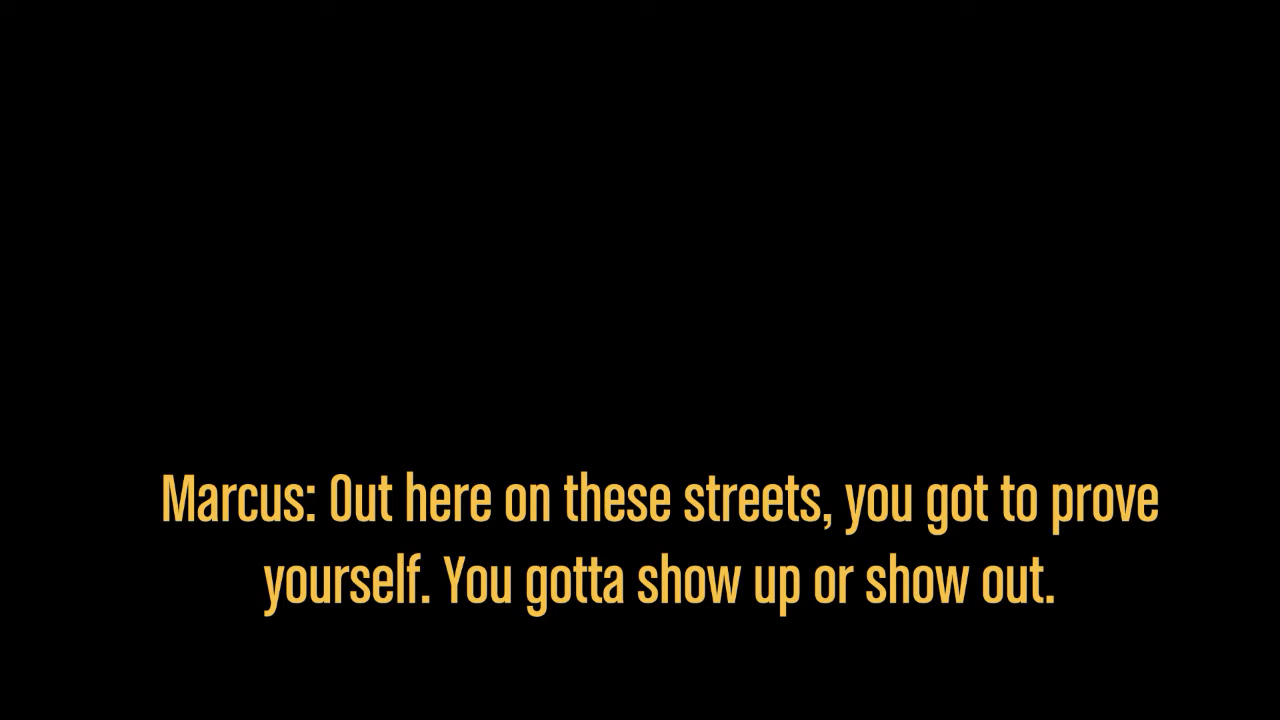 Marcus: Out here on these streets, you got to prove
yourself. You gotta show up or show out.